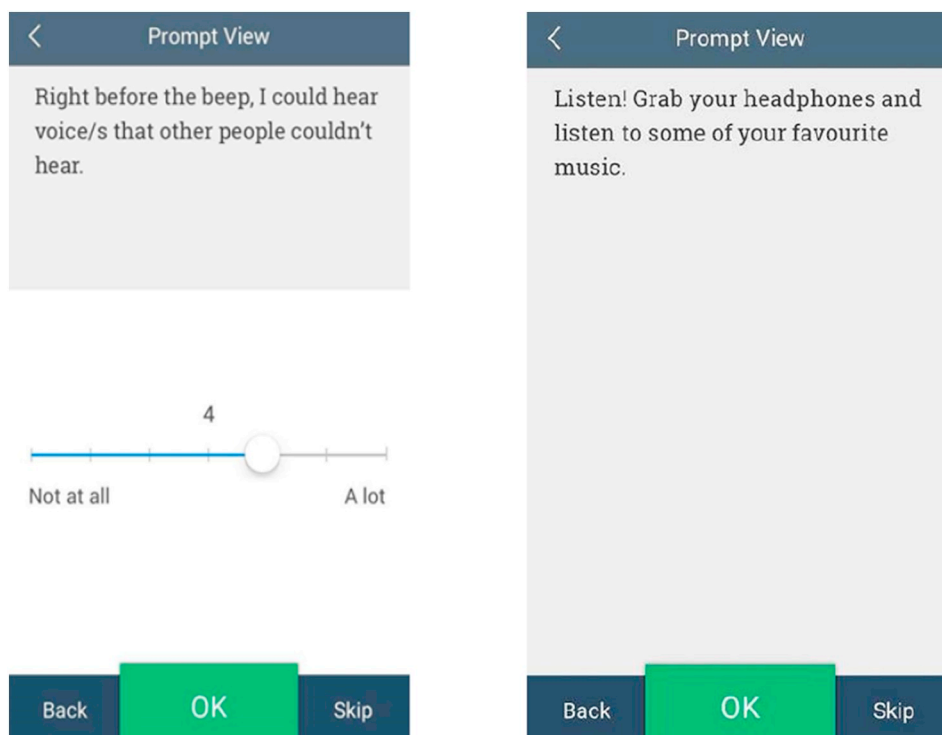 Prompt View
Right before the beep, I could hear
voice/s that other people couldn’t
hear.
4
Not at all
A lot
Back
OK
Skip
Prompt View
Listen! Grab your headphones and
listen to some of your favourite
music.
Back
OK
Skip